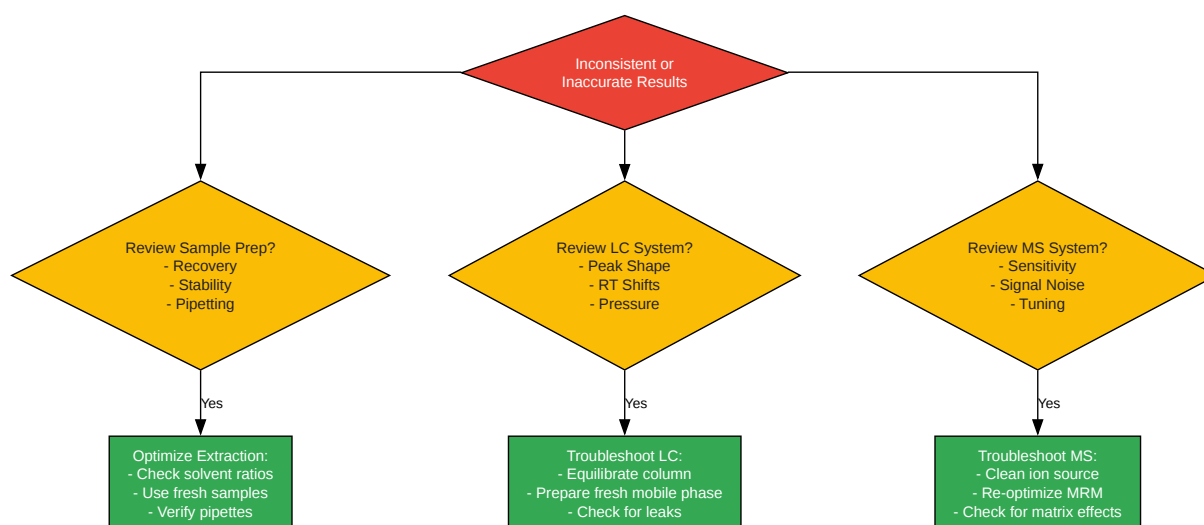 Inconsistent or
Inaccurate Results
Review Sample Prep?
- Recovery
- Stability
- Pipetting
Review LC System?
- Peak Shape
- RT Shifts
- Pressure
Review MS System?
- Sensitivity
- Signal Noise
- Tuning
Yes
Yes
Yes
Optimize Extraction:
- Check solvent ratios
- Use fresh samples
- Verify pipettes
Troubleshoot LC:
- Equilibrate column
- Prepare fresh mobile phase
- Check for leaks
Troubleshoot MS:
- Clean ion source
- Re-optimize MRM
- Check for matrix effects